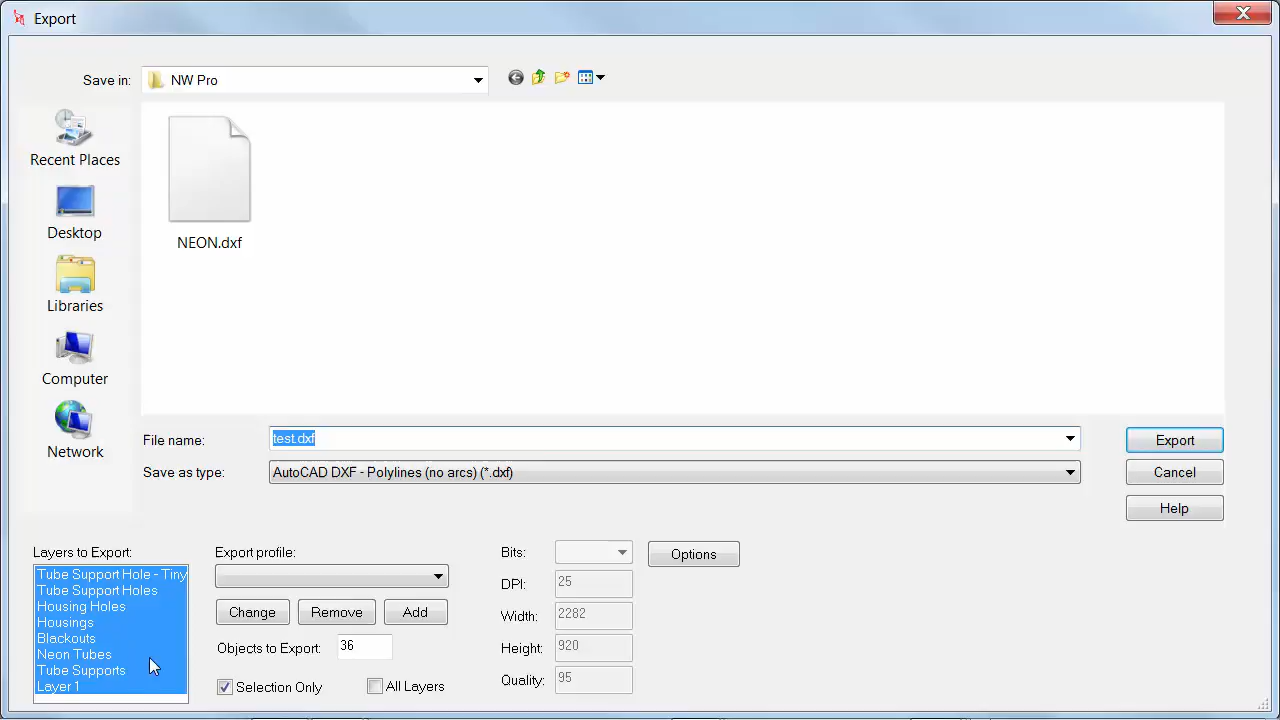 Export
Save in:
NW Pro
Recent Places
Desktop
Libraries
Computer
Network
NEON.dxf
File name:
test.dxf
Export
Save as type:
AutoCAD DXF - Polylines (no arcs) (*.dxf)
Cancel
Help
Layers to Export:
Tube Support Hole - Tiny
Tube Support Holes
Housing Holes
Housings
Blackouts
Neon Tubes
Tube Supports
Layer 1
Export profile:
Change
Remove
Add
Objects to Export:
36
Selection Only
All Layers
Bits:
Options
DPI:
25
Width:
2282
Height:
920
Quality:
95